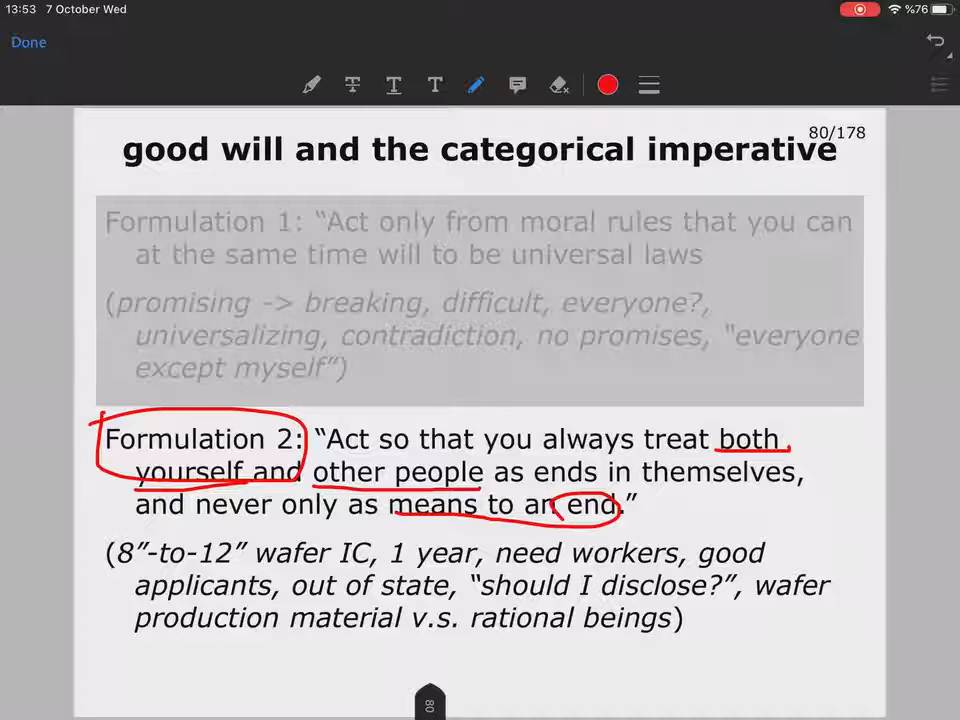 13:53 7 October Wed %76
Done
T T T
80/178
good will and the categorical imperative
Formulation 1: “Act only from moral rules that you can
at the same time will to be universal laws
(promising -> breaking, difficult, everyone?,
universalizing, contradiction, no promises, “everyone
except myself”)
Formulation 2: “Act so that you always treat both
yourself and other people as ends in themselves,
and never only as means to an end.”
(8”-to-12” wafer IC, 1 year, need workers, good
applicants, out of state, “should I disclose?”, wafer
production material v.s. rational beings)
80